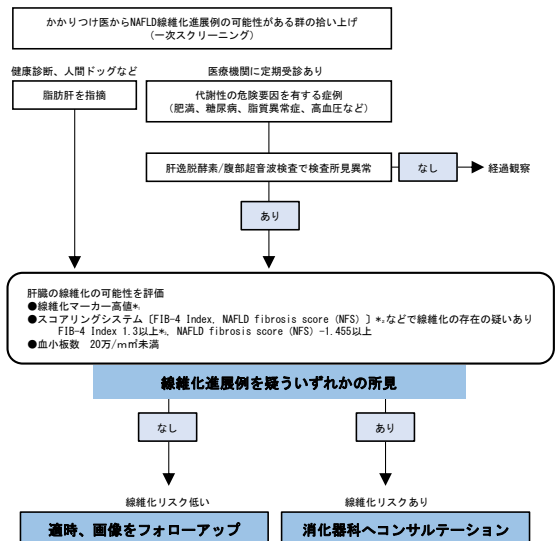 かかりつけ医からNAFLD線維化進展例の可能性がある群の拾い上げ
(一次スクリーニング)
健康診断、人間ドッグなど
医療機関に定期受診あり
脂肪肝を指摘
代謝性の危険要因を有する症例
(肥満、糖尿病、脂質異常症、高血圧など)
肝逸脱酵素/腹部超音波検査で検査所見異常
なし
経過観察
あり
肝臓の線維化の可能性を評価
●線維化マーカー高値*
●スコアリングシステム〔FIB-4 Index, NAFLD fibrosis score (NFS) 〕*などで線維化の存在の疑いあり
FIB-4 Index 1.3以上*, NAFLD fibrosis score (NFS) -1.455以上
●血小板数 20万/m㎥未満
線維化進展例を疑ういずれかの所見
なし
あり
線維化リスク低い
線維化リスクあり
適時、画像をフォローアップ
消化器科へコンサルテーション